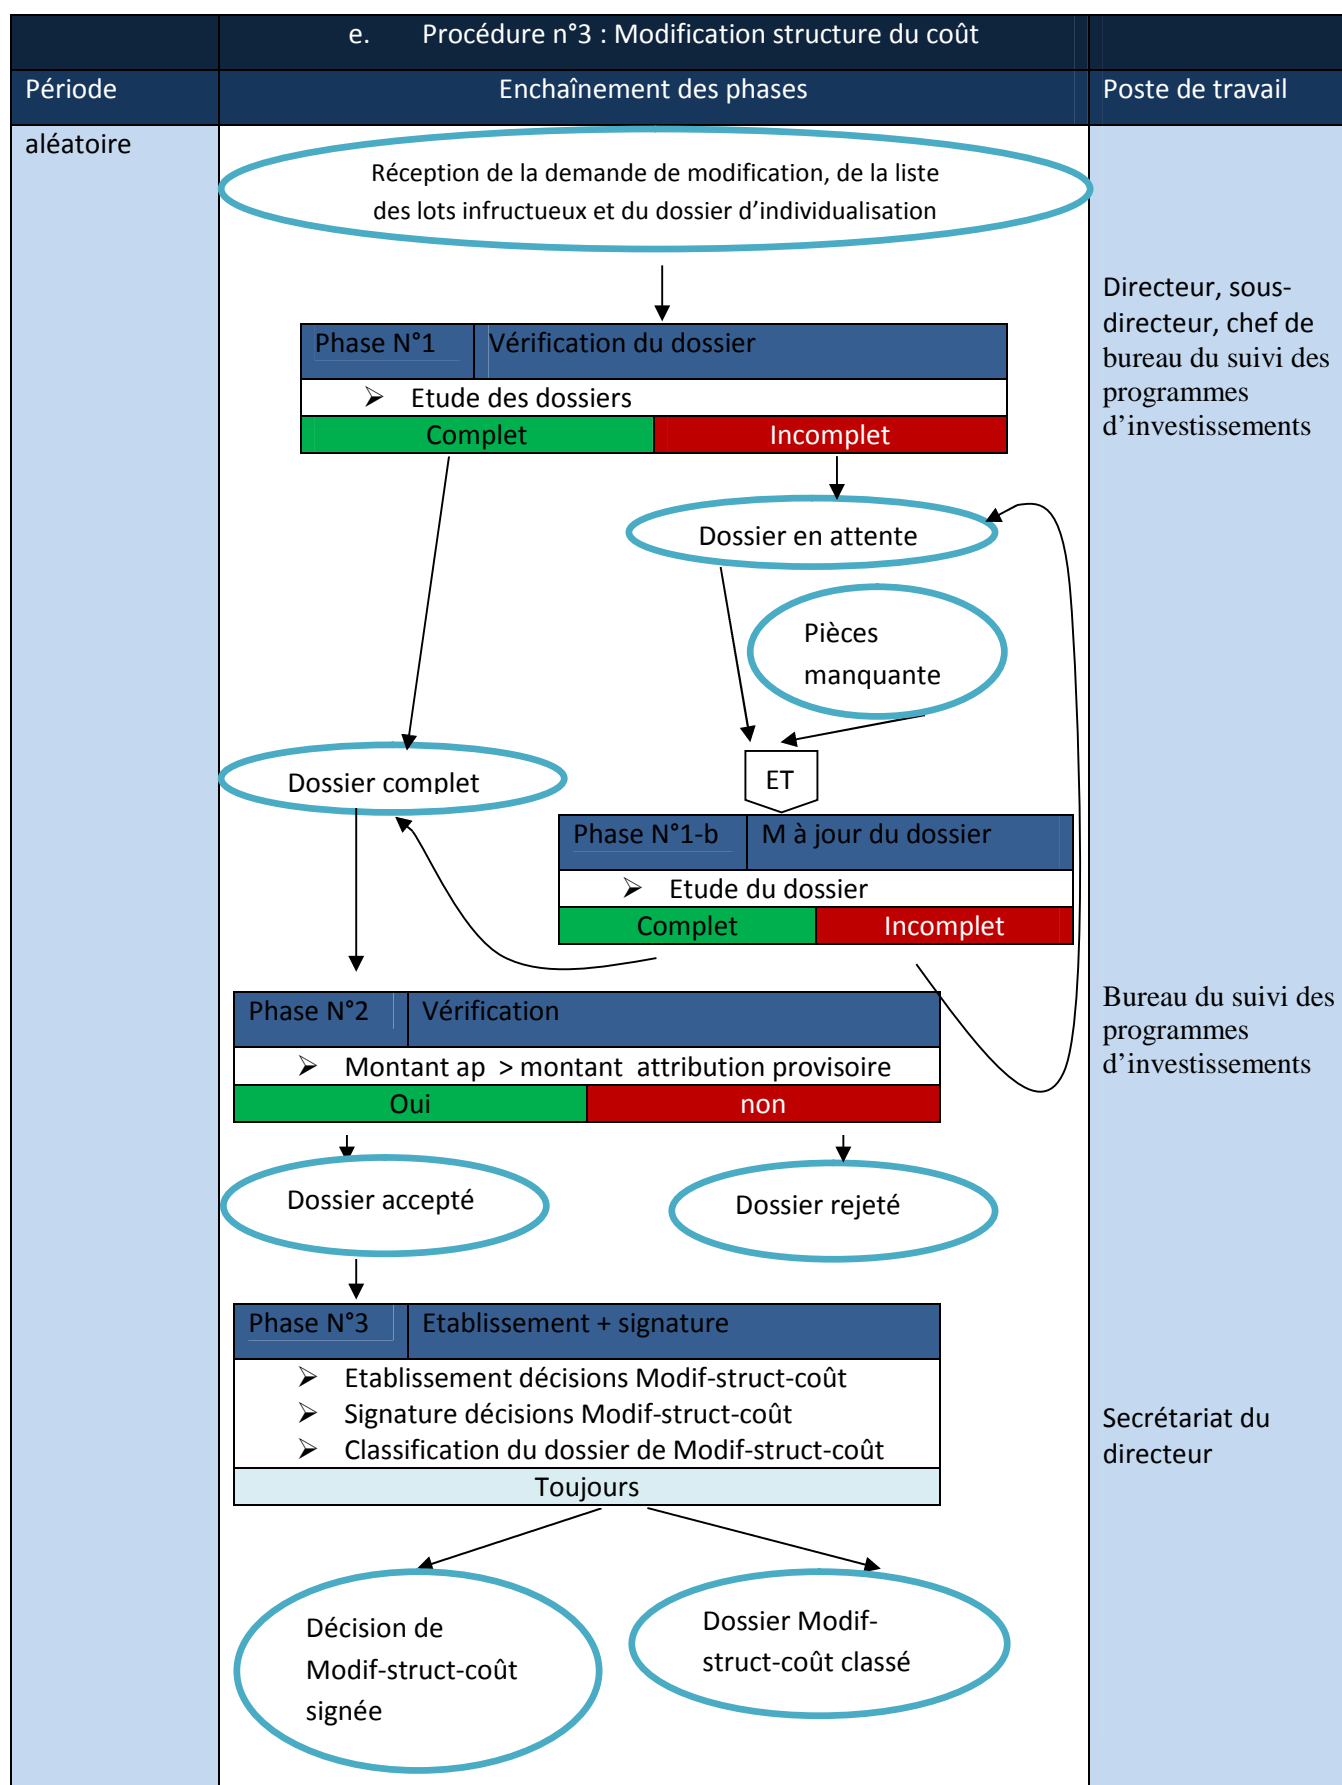 e. Procédure n°3 : Modification structure du coût
Période
Enchaînement des phases
Poste de travail
aléatoire
Réception de la demande de modification, de la liste
des lots infructueux et du dossier d’individualisation
Directeur, sous-
directeur, chef de
bureau du suivi des
programmes
d’investissements
Phase N°1
Vérification du dossier
➢ Etude des dossiers
Complet
Incomplet
Dossier en attente
Pièces
manquante
ET
Dossier complet
Phase N°1-b
M à jour du dossier
➢ Etude du dossier
Complet
Incomplet
Bureau du suivi des
programmes
d’investissements
Phase N°2
Vérification
➢ Montant ap > montant attribution provisoire
Oui
non
Dossier accepté
Dossier rejeté
Phase N°3
Etablissement + signature
➢ Etablissement décisions Modif-struct-coût
➢ Signature décisions Modif-struct-coût
➢ Classification du dossier de Modif-struct-coût
Toujours
Secrétariat du
directeur
Décision de
Modif-struct-coût
signée
Dossier Modif-
struct-coût classé